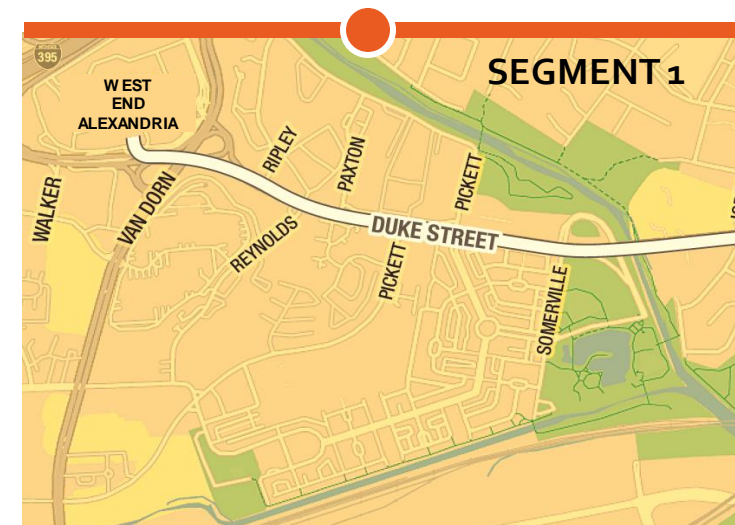 SEGMENT 1
395
WEST
END
ALEXANDRIA
RIPLEY
PAXTON
PICKETT
WALKER
VAN DORN
REYNOLDS
DUKE STREET
PICKETT
SOMERVILLE